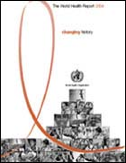 The World Health Report 2004
changing history
World Health Organization